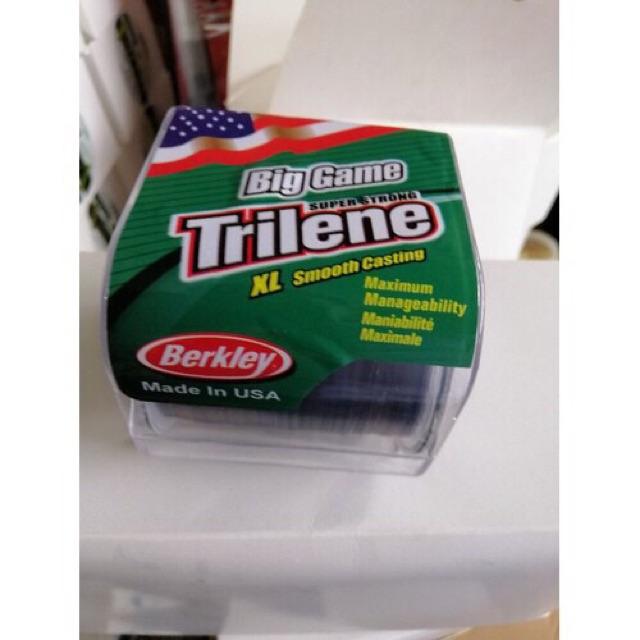 Big Game
SUPER STRONG
Trilene
XL Smooth Casting
Maximum
Manageability
Maniabilité
Maximale
Berkley
Made In USA